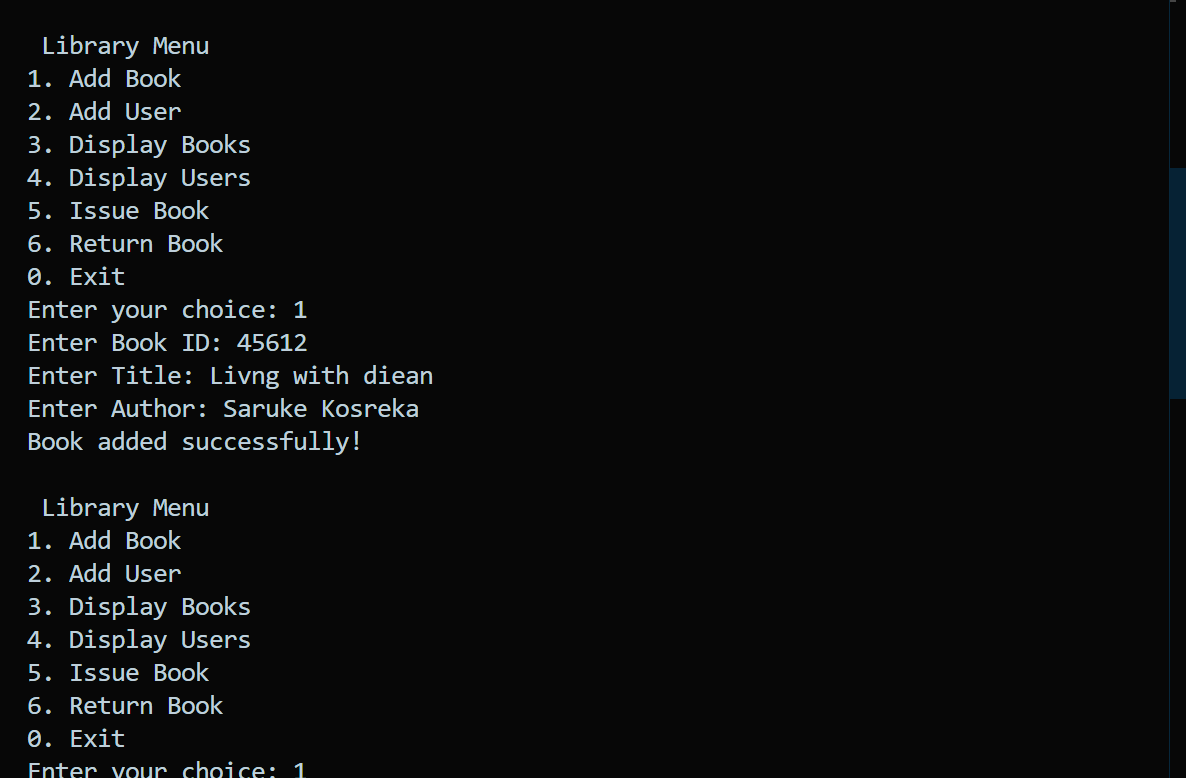 Library Menu
1. Add Book
2. Add User
3. Display Books
4. Display Users
5. Issue Book
6. Return Book
0. Exit
Enter your choice: 1
Enter Book ID: 45612
Enter Title: Livng with diean
Enter Author: Saruke Kosreka
Book added successfully!
Library Menu
1. Add Book
2. Add User
3. Display Books
4. Display Users
5. Issue Book
6. Return Book
0. Exit
Enter your choice: 1